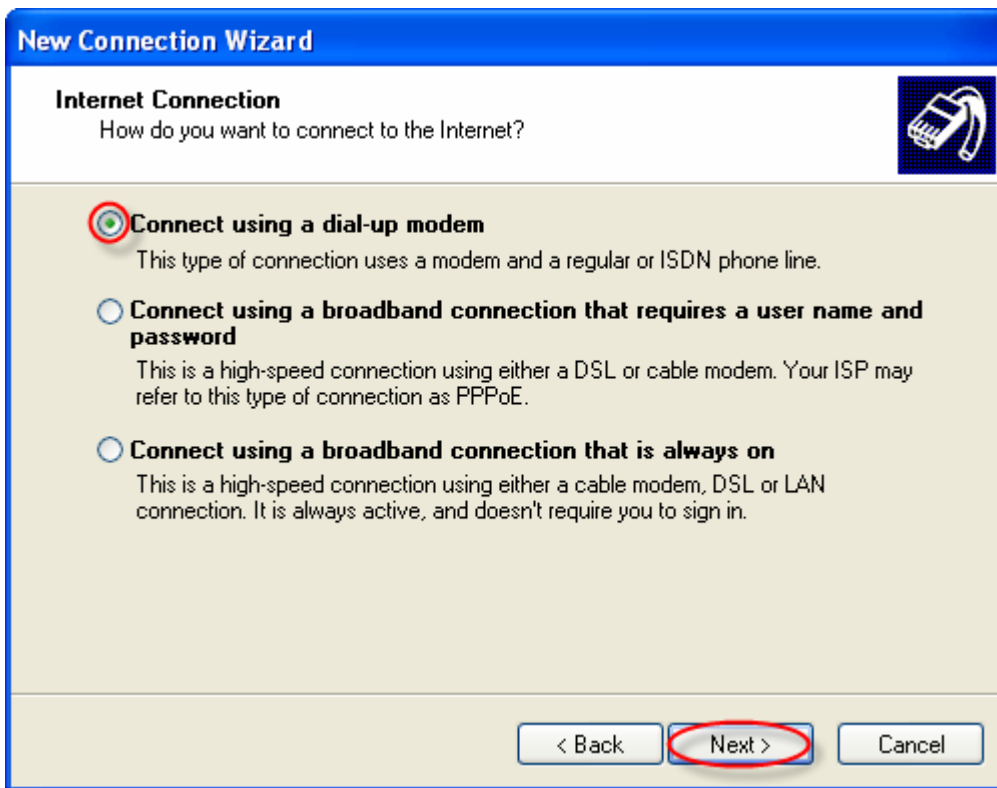 New Connection Wizard
Internet Connection
How do you want to connect to the Internet?
Connect using a dial-up modem
This type of connection uses a modem and a regular or ISDN phone line.
Connect using a broadband connection that requires a user name and
password
This is a high-speed connection using either a DSL or cable modem. Your ISP may
refer to this type of connection as PPPoE.
Connect using a broadband connection that is always on
This is a high-speed connection using either a cable modem, DSL or LAN
connection. It is always active, and doesn't require you to sign in.
< Back Next > Cancel